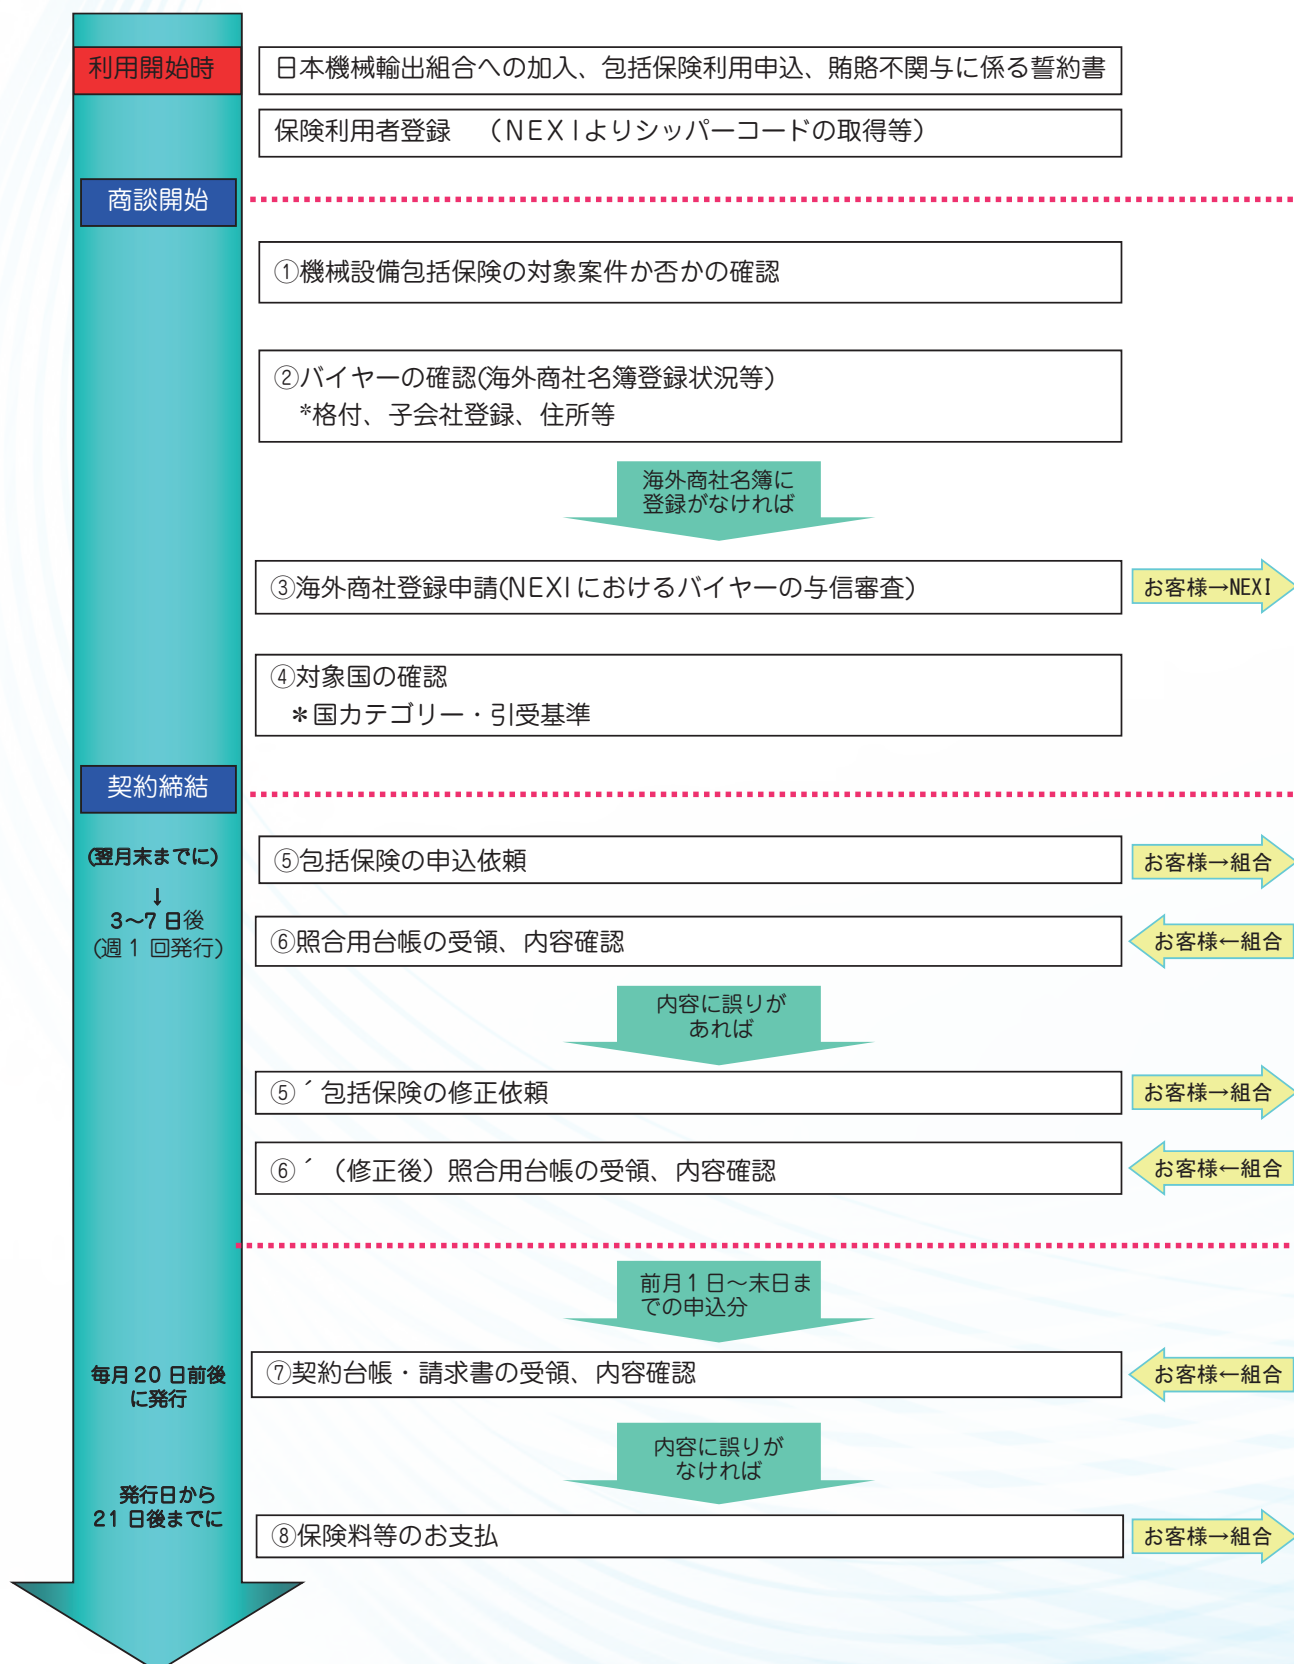 利用開始時
日本機械輸出組合への加入、包括保険利用申込、賄賂不関与に係る誓約書
保険利用者登録　（NEXIよりシッパーコードの取得等）
商談開始
①機械設備包括保険の対象案件か否かの確認
②バイヤーの確認(海外商社名簿登録状況等）
*格付、子会社登録、住所等
海外商社名簿に
登録がなければ
③海外商社登録申請(NEXIにおけるバイヤーの与信審査）
お客様→NEXI
④対象国の確認
＊国カテゴリー・引受基準
契約締結
(翌月末までに）
⑤包括保険の申込依頼
お客様→組合
↓
3～7 日後
(週 1 回発行）
⑥照合用台帳の受領、内容確認
お客様←組合
内容に誤りが
あれば
⑤´包括保険の修正依頼
お客様→組合
⑥´（修正後）照合用台帳の受領、内容確認
お客様←組合
前月1日～末日ま
での申込分
毎月20 日前後
に発行
⑦契約台帳・請求書の受領、内容確認
お客様←組合
内容に誤りが
なければ
発行日から
21 日後までに
⑧保険料等のお支払
お客様→組合